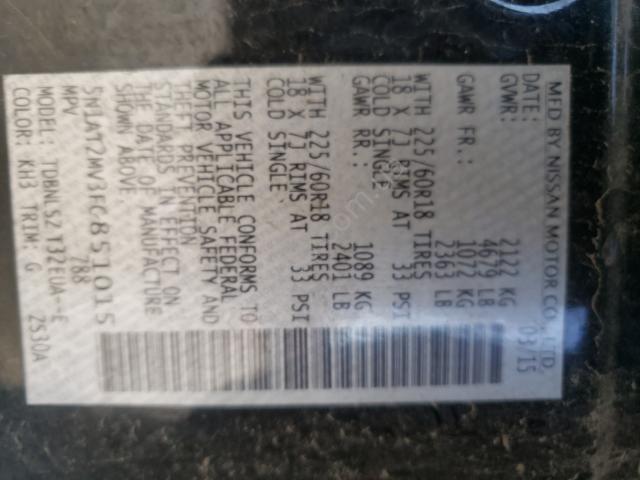 MFD BY NISSAN MOTOR CO., LTD.
DATE: 03/15
GVWR: 2122 KG
4679 LB
GAWR FR.: 1072 KG
2363 LB
WITH 225/60R18 TIRES
18 X 7J RIMS AT 33 PSI
COLD SINGLE
GAWR RR.: 1089 KG
2401 LB
WITH 225/60R18 TIRES
18 X 7J RIMS AT 33 PSI
COLD SINGLE
THIS VEHICLE CONFORMS TO
ALL APPLICABLE FEDERAL
MOTOR VEHICLE SAFETY AND
THEFT PREVENTION
STANDARDS IN EFFECT ON
THE DATE OF MANUFACTURE
SHOWN ABOVE.
5N1AT2MV3FC851015
MPV 788
MODEL: TDBNLSZT32EUA--E
COLOR: KH3 TRIM: G 2S30A